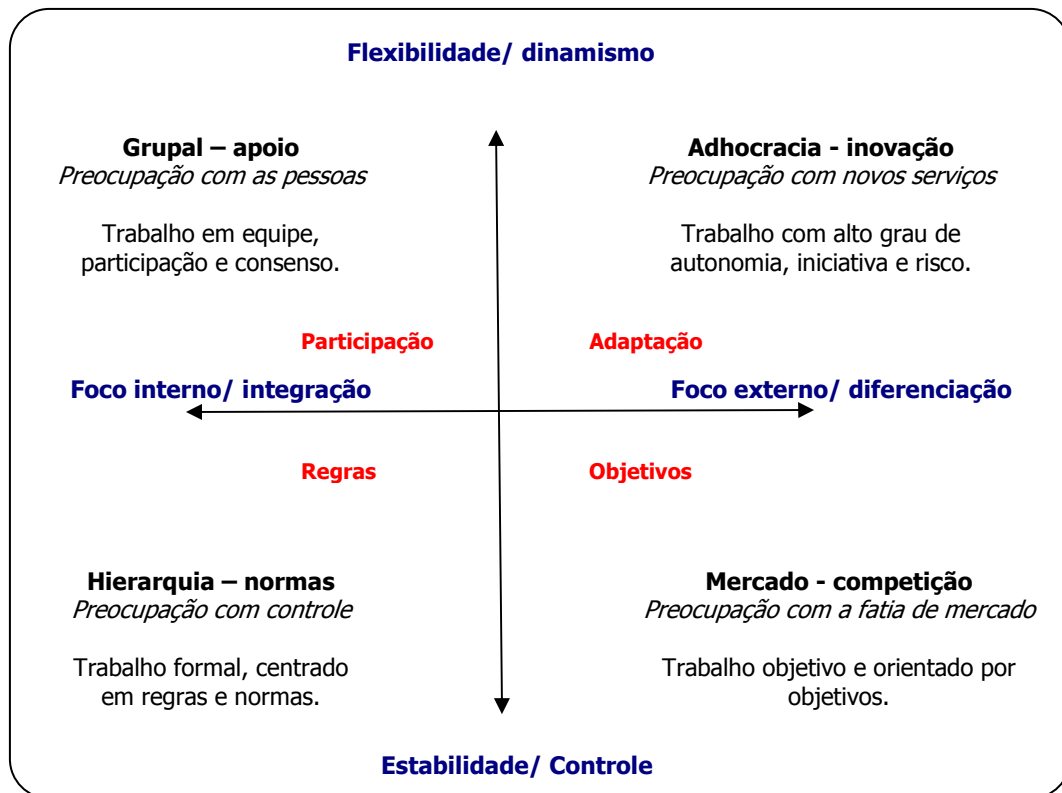 Flexibilidade/ dinamismo
Grupal – apoio
Preocupação com as pessoas
Trabalho em equipe,
participação e consenso.
Adhocracia - inovação
Preocupação com novos serviços
Trabalho com alto grau de
autonomia, iniciativa e risco.
Participação
Adaptação
Foco interno/ integração
Foco externo/ diferenciação
Regras
Objetivos
Hierarquia – normas
Preocupação com controle
Trabalho formal, centrado
em regras e normas.
Mercado - competição
Preocupação com a fatia de mercado
Trabalho objetivo e orientado por
objetivos.
Estabilidade/ Controle